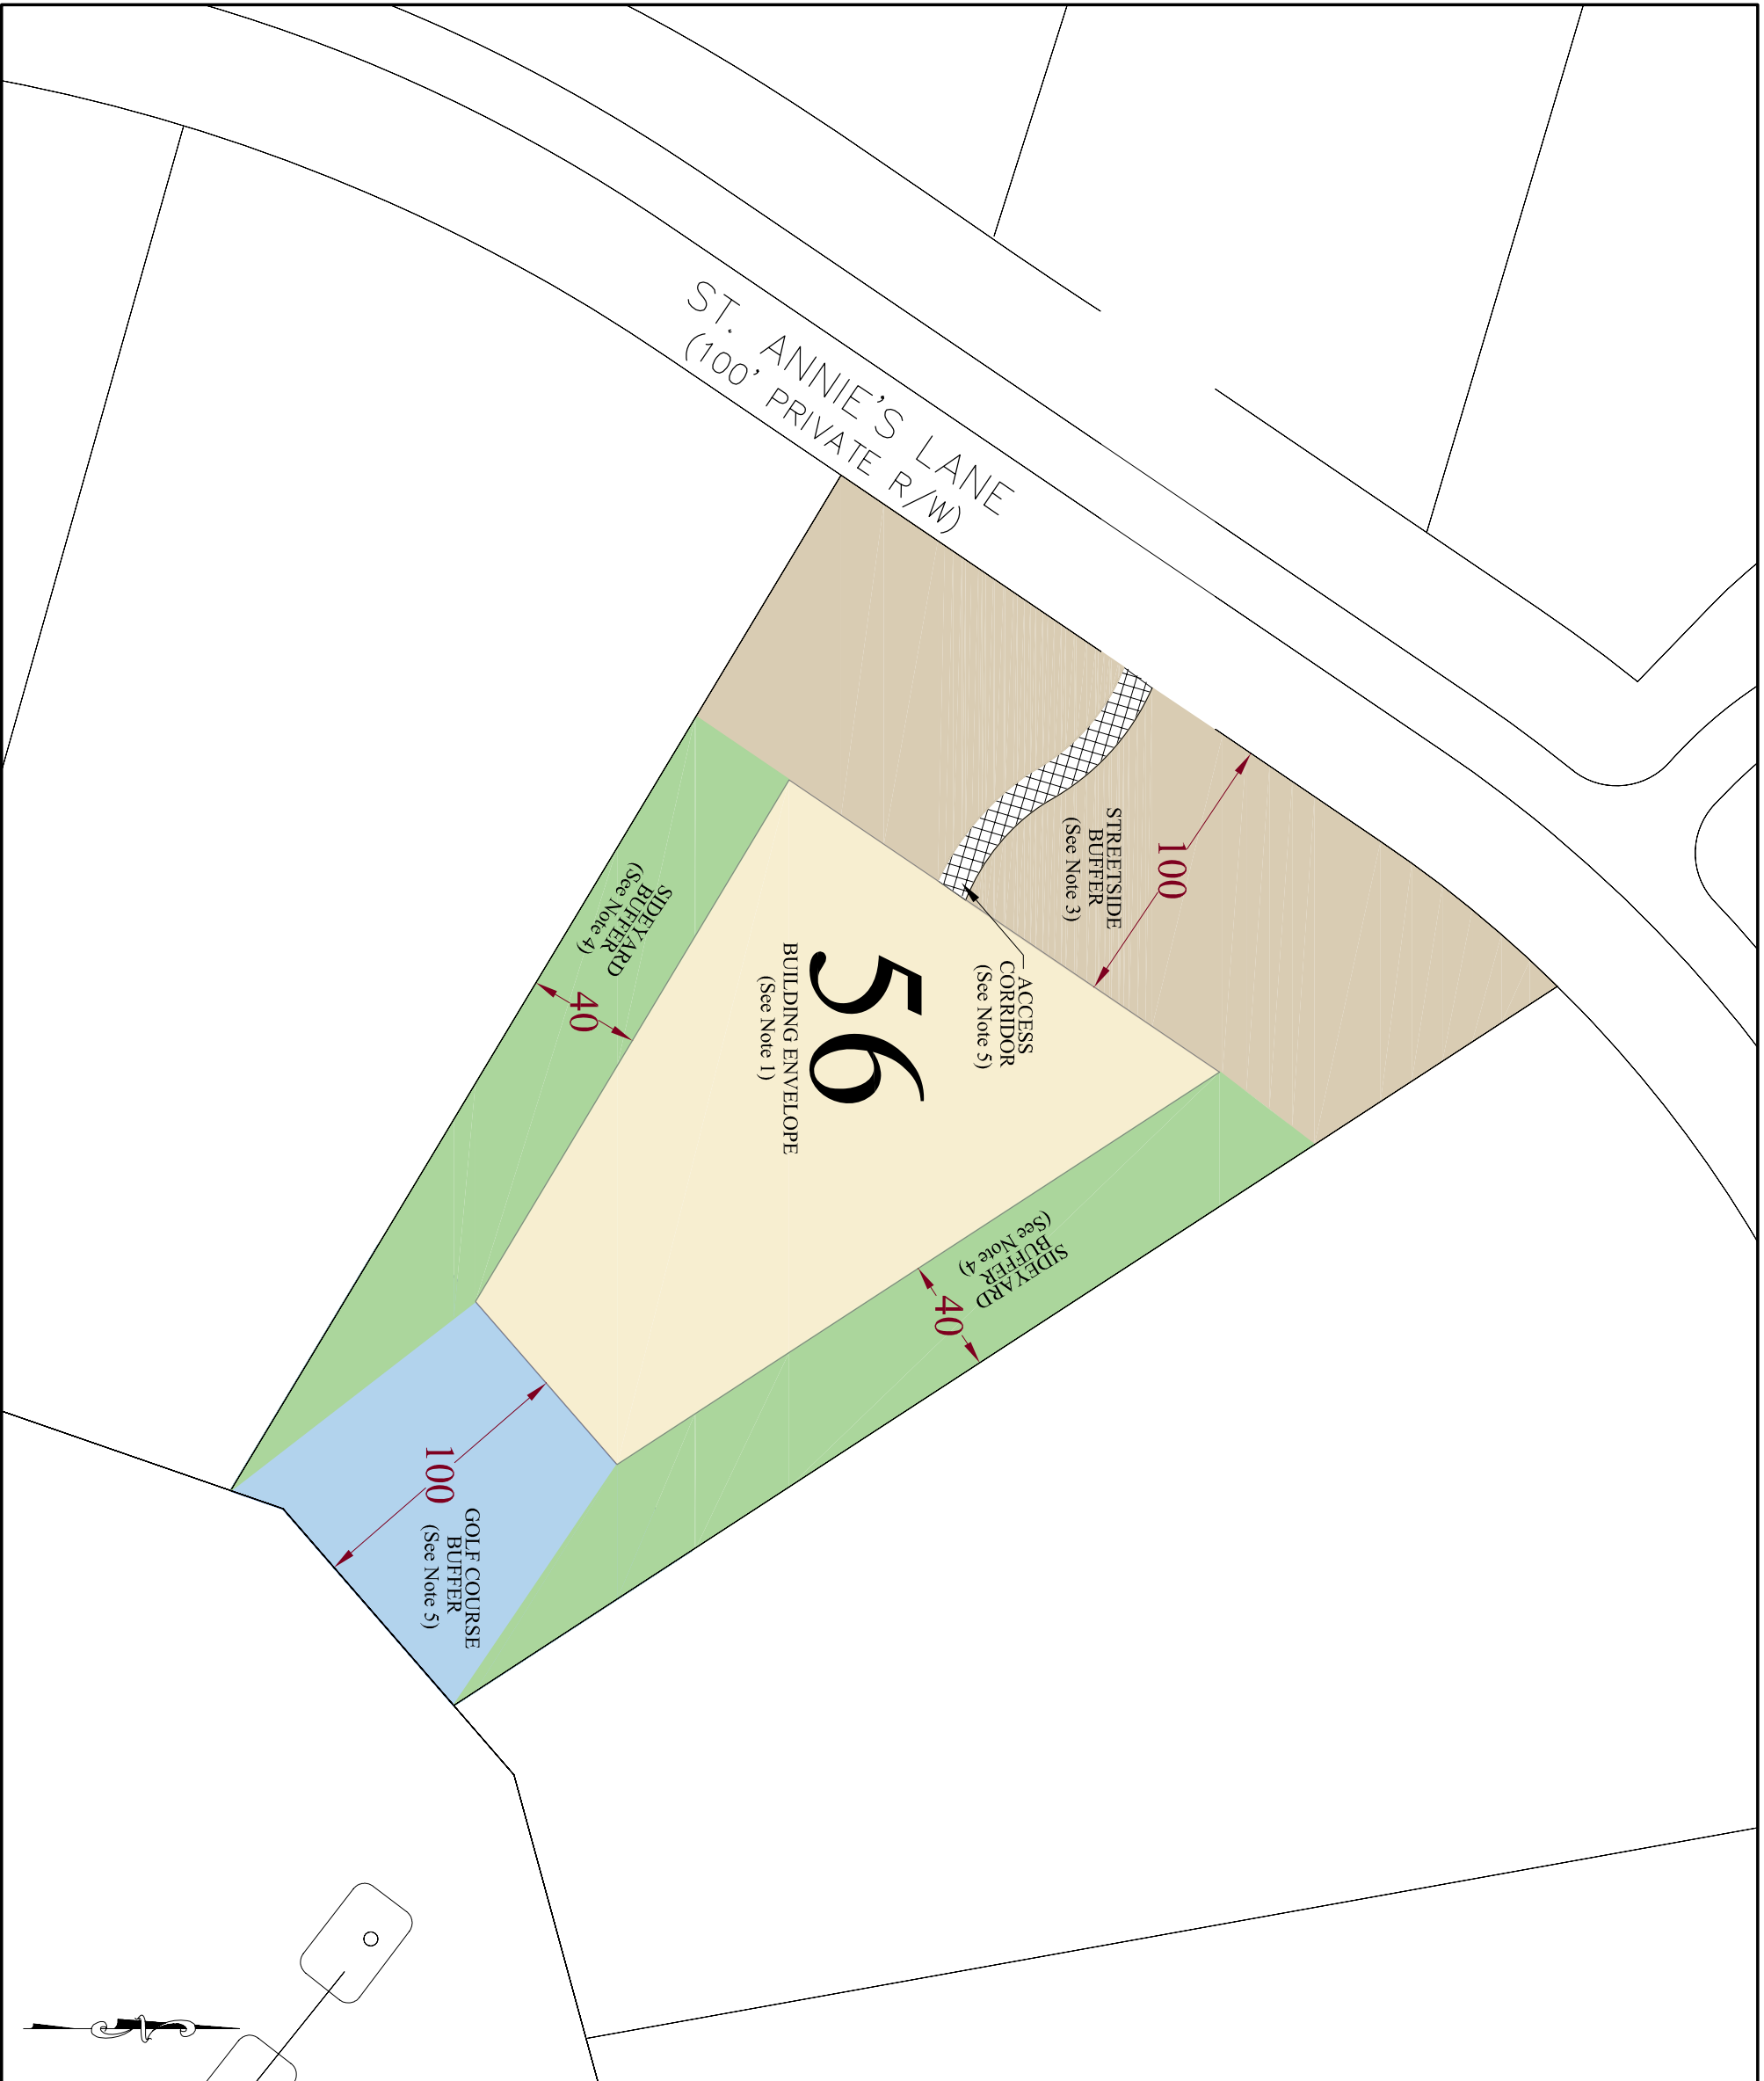 ST. ANNIE'S LANE
(100' PRIVATE R/W)
100
STREETSIDE
BUFFER
(See Note 3)
ACCESS
CORRIDOR
(See Note 5)
56
BUILDING ENVELOPE
(See Note 1)
SIDEYARD
BUFFER
(See Note 4)
40
SIDEYARD
BUFFER
(See Note 4)
40
100
GOLF COURSE
BUFFER
(See Note 5)
N